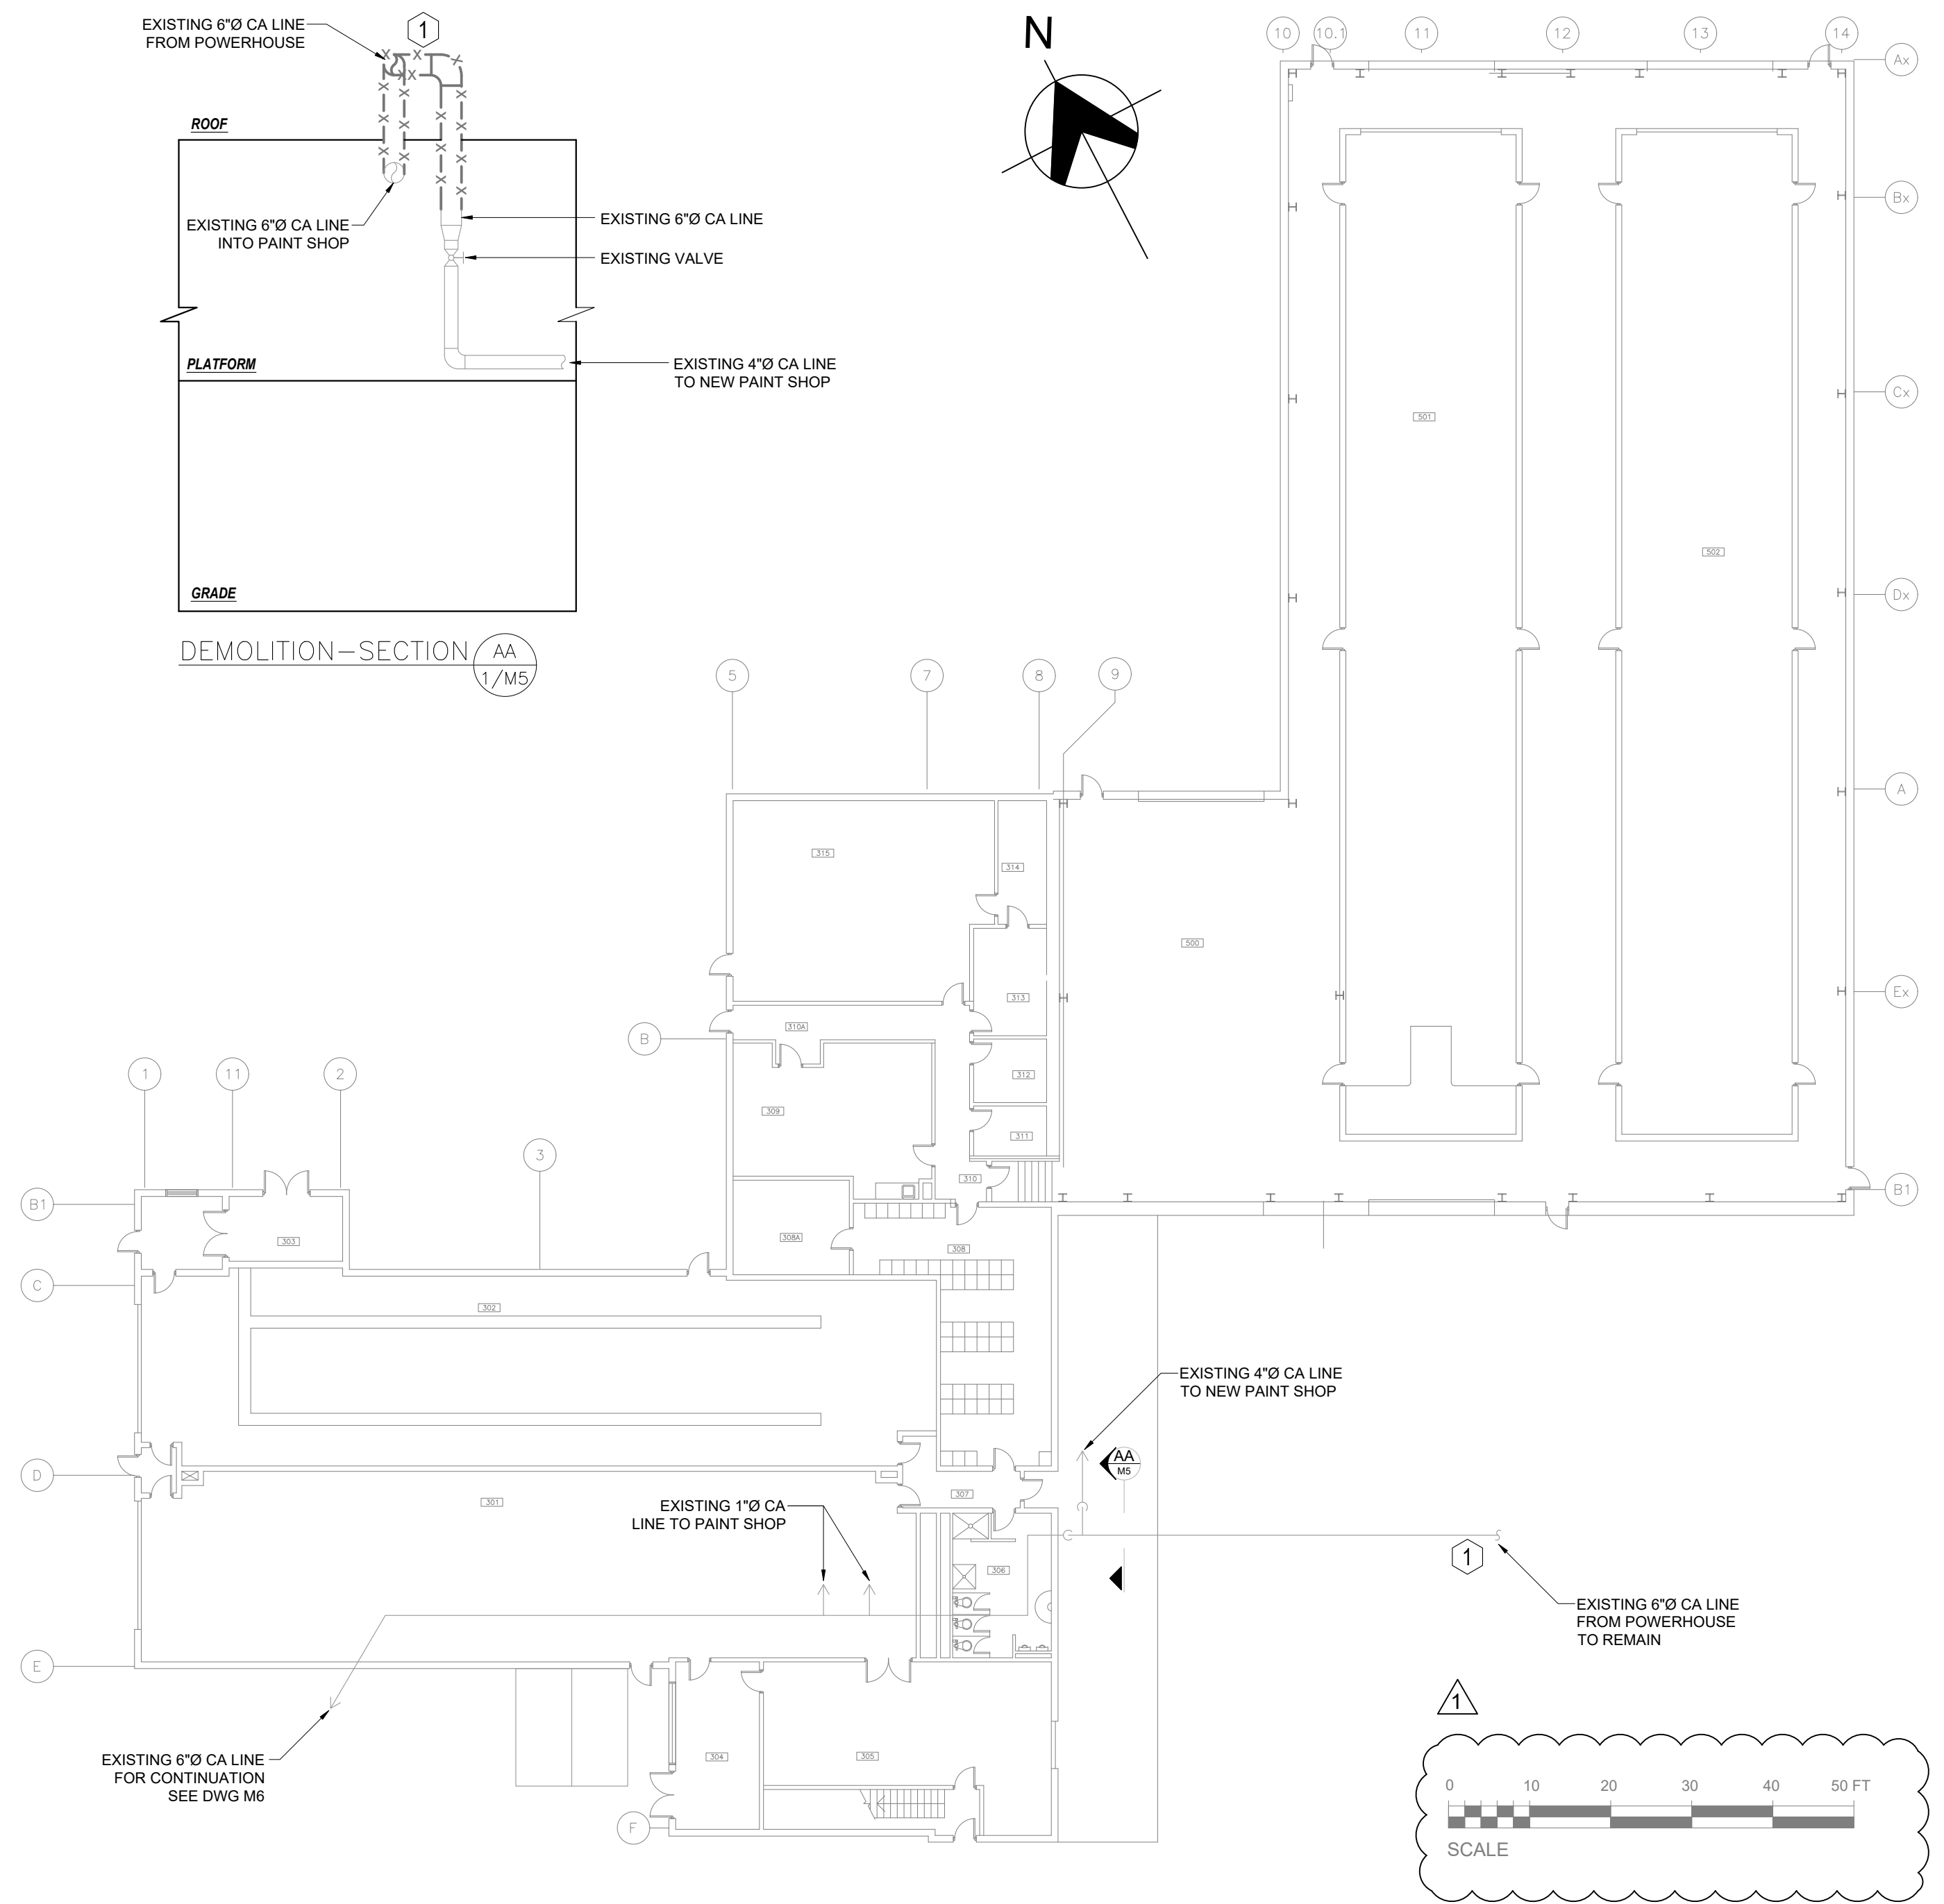 EXISTING 6"Ø CA LINE
FROM POWERHOUSE
1
ROOF
EXISTING 6"Ø CA LINE
INTO PAINT SHOP
EXISTING 6"Ø CA LINE
EXISTING VALVE
PLATFORM
EXISTING 4"Ø CA LINE
TO NEW PAINT SHOP
GRADE
DEMOLITION-SECTION
AA
1/M5
N
10
10.1
11
12
13
14
Ax
Bx
Cx
Dx
A
Ex
B1
501
502
5
7
8
9
315
314
500
313
310A
B
312
309
311
310
1
11
2
3
B1
303
308A
308
C
302
D
301
307
306
E
304
305
F
EXISTING 4"Ø CA LINE
TO NEW PAINT SHOP
AA
M5
EXISTING 1"Ø CA
LINE TO PAINT SHOP
1
EXISTING 6"Ø CA LINE
FROM POWERHOUSE
TO REMAIN
EXISTING 6"Ø CA LINE
FOR CONTINUATION
SEE DWG M6
1
0 10 20 30 40 50 FT
SCALE